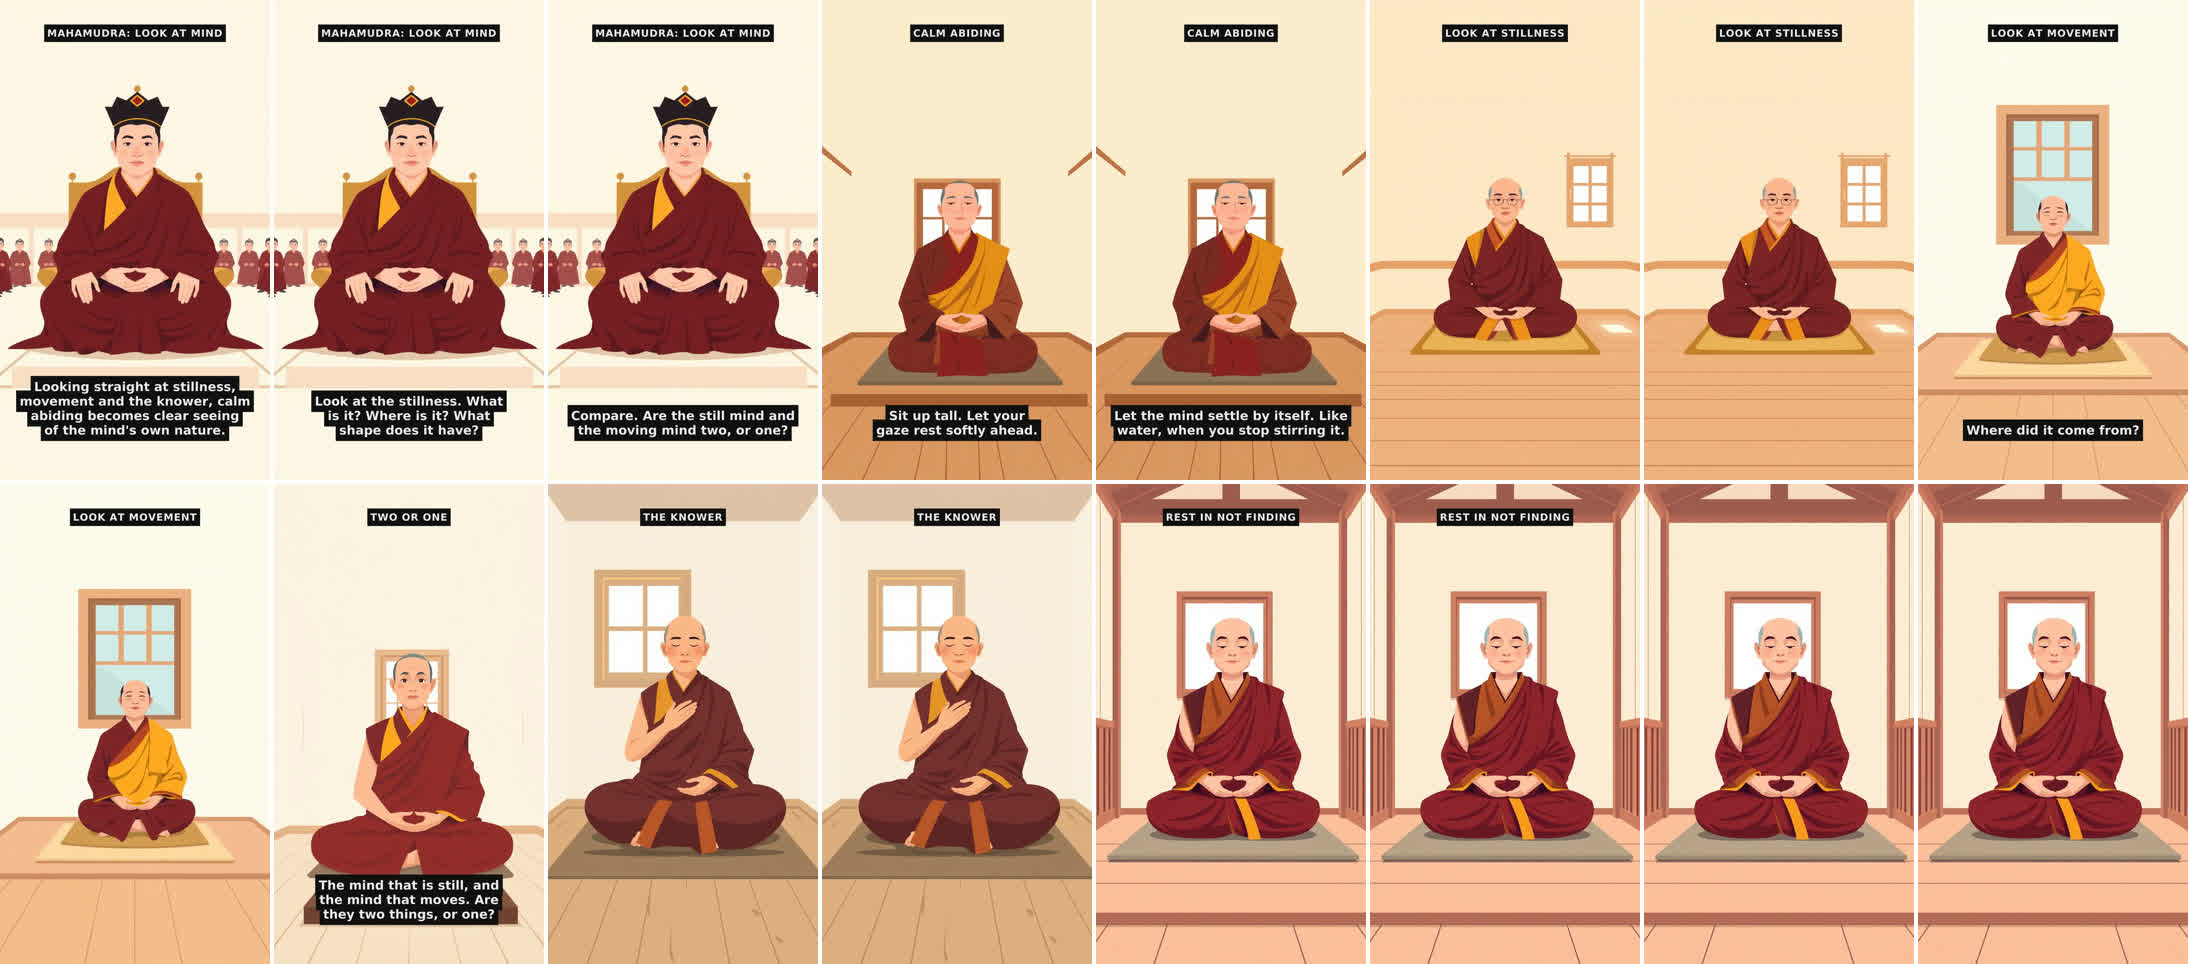 MAHAMUDRA: LOOK AT MIND
Looking straight at stillness,
movement and the knower, calm
abiding becomes clear seeing
of the mind's own nature.
MAHAMUDRA: LOOK AT MIND
Look at the stillness. What
is it? Where is it? What
shape does it have?
MAHAMUDRA: LOOK AT MIND
Compare. Are the still mind and
the moving mind two, or one?
CALM ABIDING
Sit up tall. Let your
gaze rest softly ahead.
CALM ABIDING
Let the mind settle by itself. Like
water, when you stop stirring it.
LOOK AT STILLNESS
LOOK AT STILLNESS
LOOK AT MOVEMENT
Where did it come from?
LOOK AT MOVEMENT
TWO OR ONE
The mind that is still, and
the mind that moves. Are
they two things, or one?
THE KNOWER
THE KNOWER
REST IN NOT FINDING
REST IN NOT FINDING